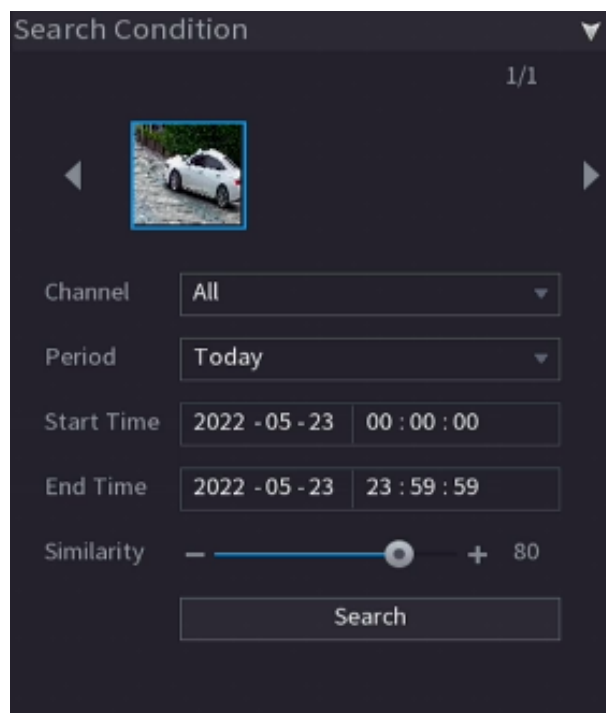 Search Condition
1/1
Channel All
Period Today
Start Time 2022 -05 -23 00 : 00 : 00
End Time 2022 -05 -23 23 : 59 : 59
Similarity − + 80
Search